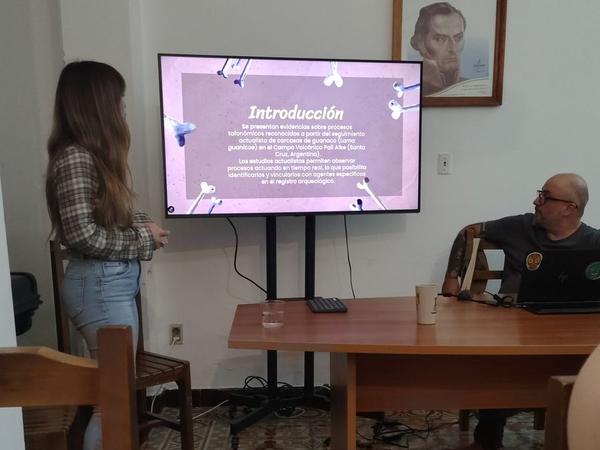 Introducción
Se presentan evidencias sobre procesos
tafonómicos reconocidos a partir del seguimiento
actualista de carcasas de guanaco (Lama
guanicoe) en el Campo Volcánico Pali Aike (Santa
Cruz, Argentina).
Los estudios actualistas permiten observar
procesos actuando en tiempo real, lo que posibilita
identificarlos y vincularlos con agentes específicos
en el registro arqueológico.
hp